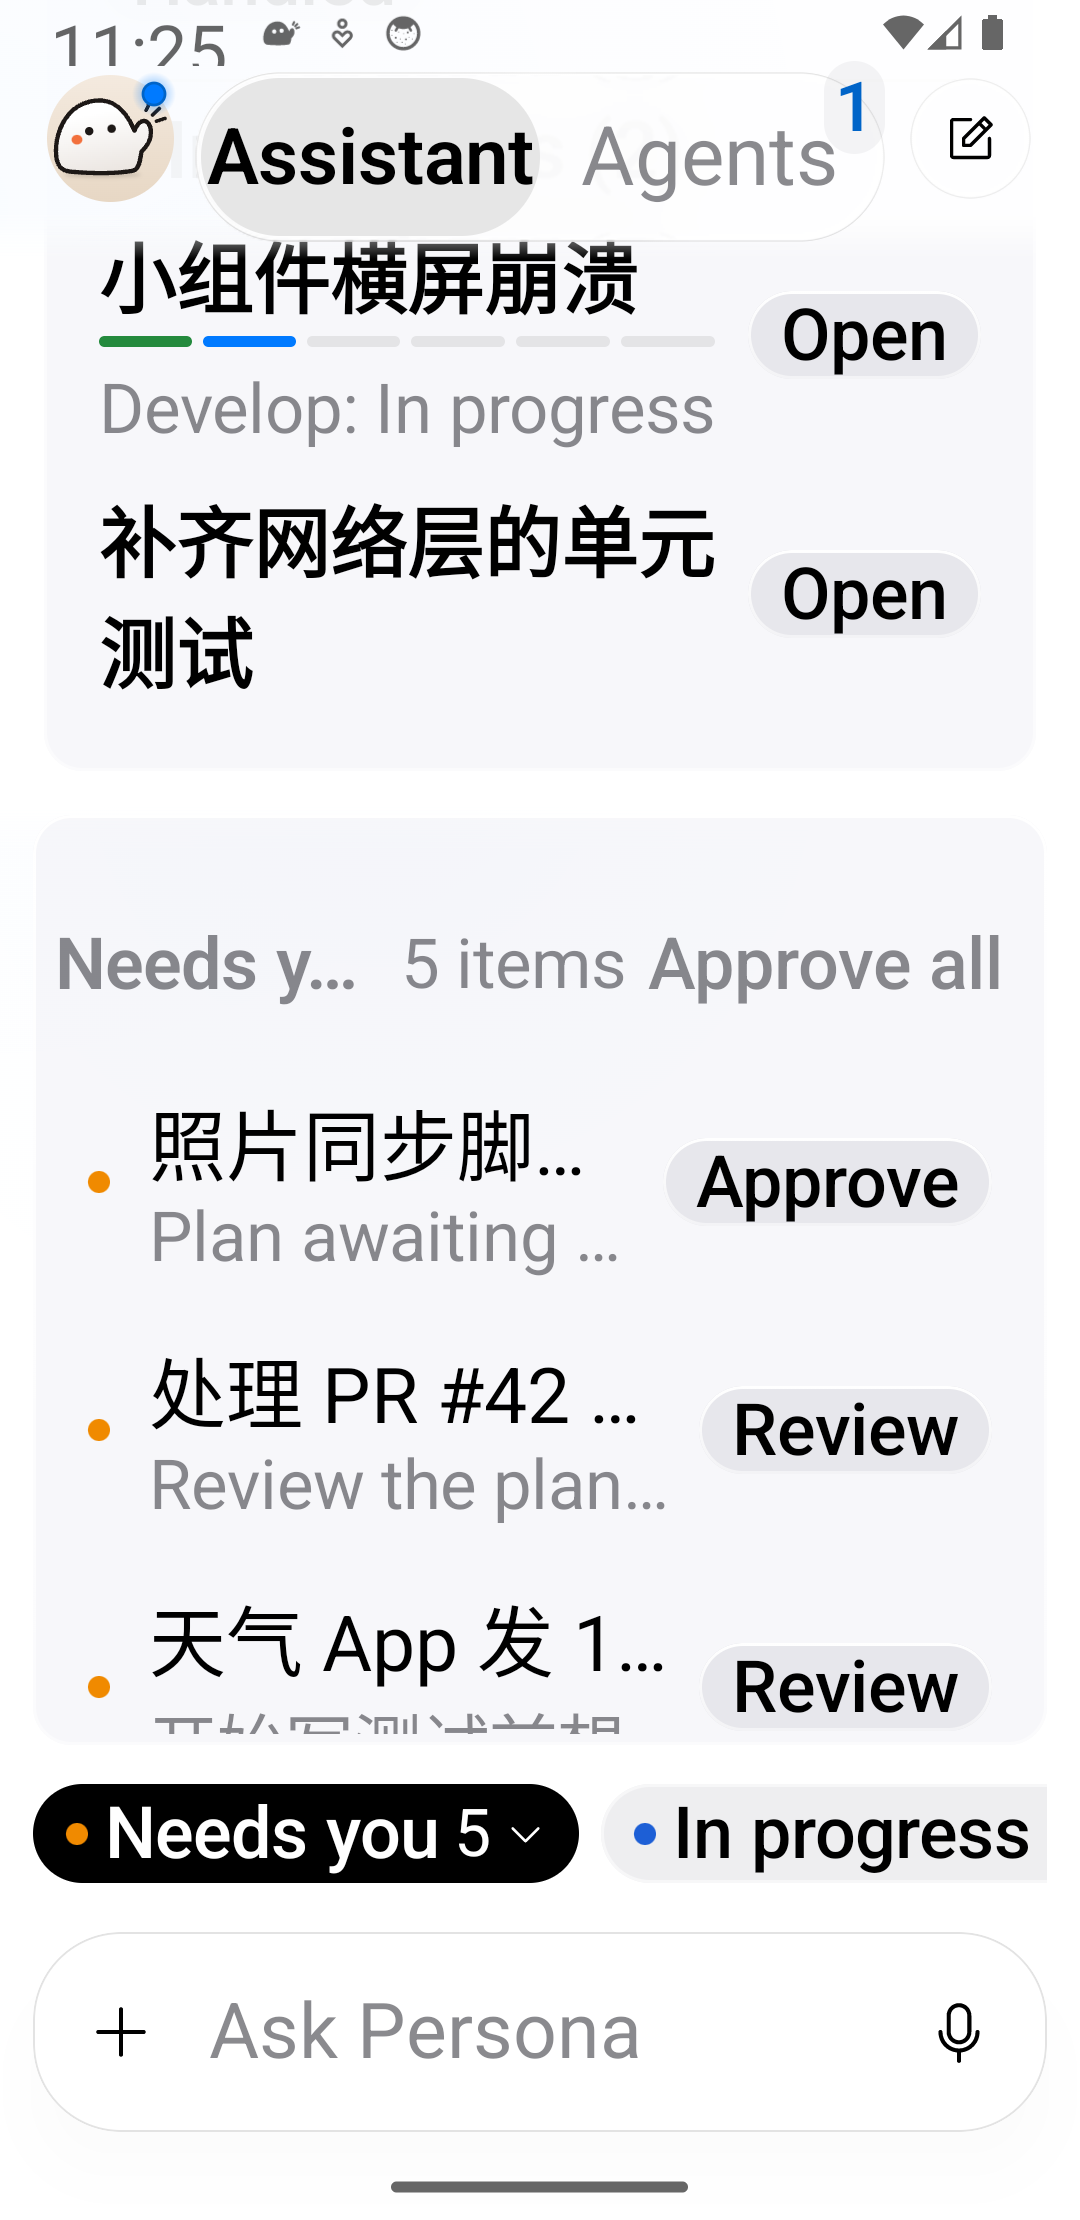 11:25
Assistant
Agents
1
小组件横屏崩溃
Open
Develop: In progress
补齐网络层的单元
测试
Open
Needs y...
5 items
Approve all
照片同步脚...
Plan awaiting ...
Approve
处理 PR #42 ...
Review the plan...
Review
天气 App 发 1...
Review
Needs you 5
In progress
Ask Persona